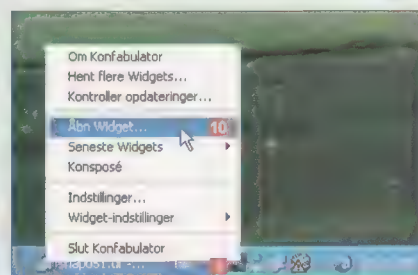 Om Konfabulator
Hent flere Widgets...
Kontroller opdateringer...
Åbn Widget...
10
Seneste Widgets
Konsposé
Indstillinger...
Widget-indstillinger
Slut Konfabulator